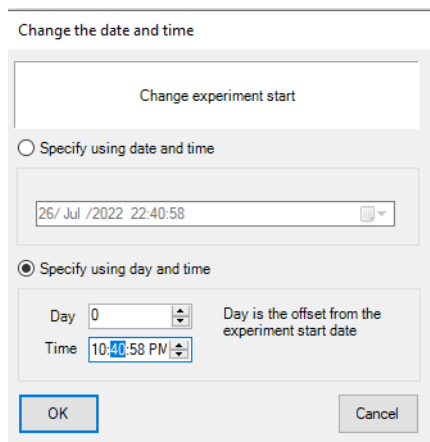 Change the date and time
Change experiment start
Specify using date and time
26/ Jul /2022 22:40:58
Specify using day and time
Day 0
Day is the offset from the
experiment start date
Time 10:40:58 PM
OK Cancel